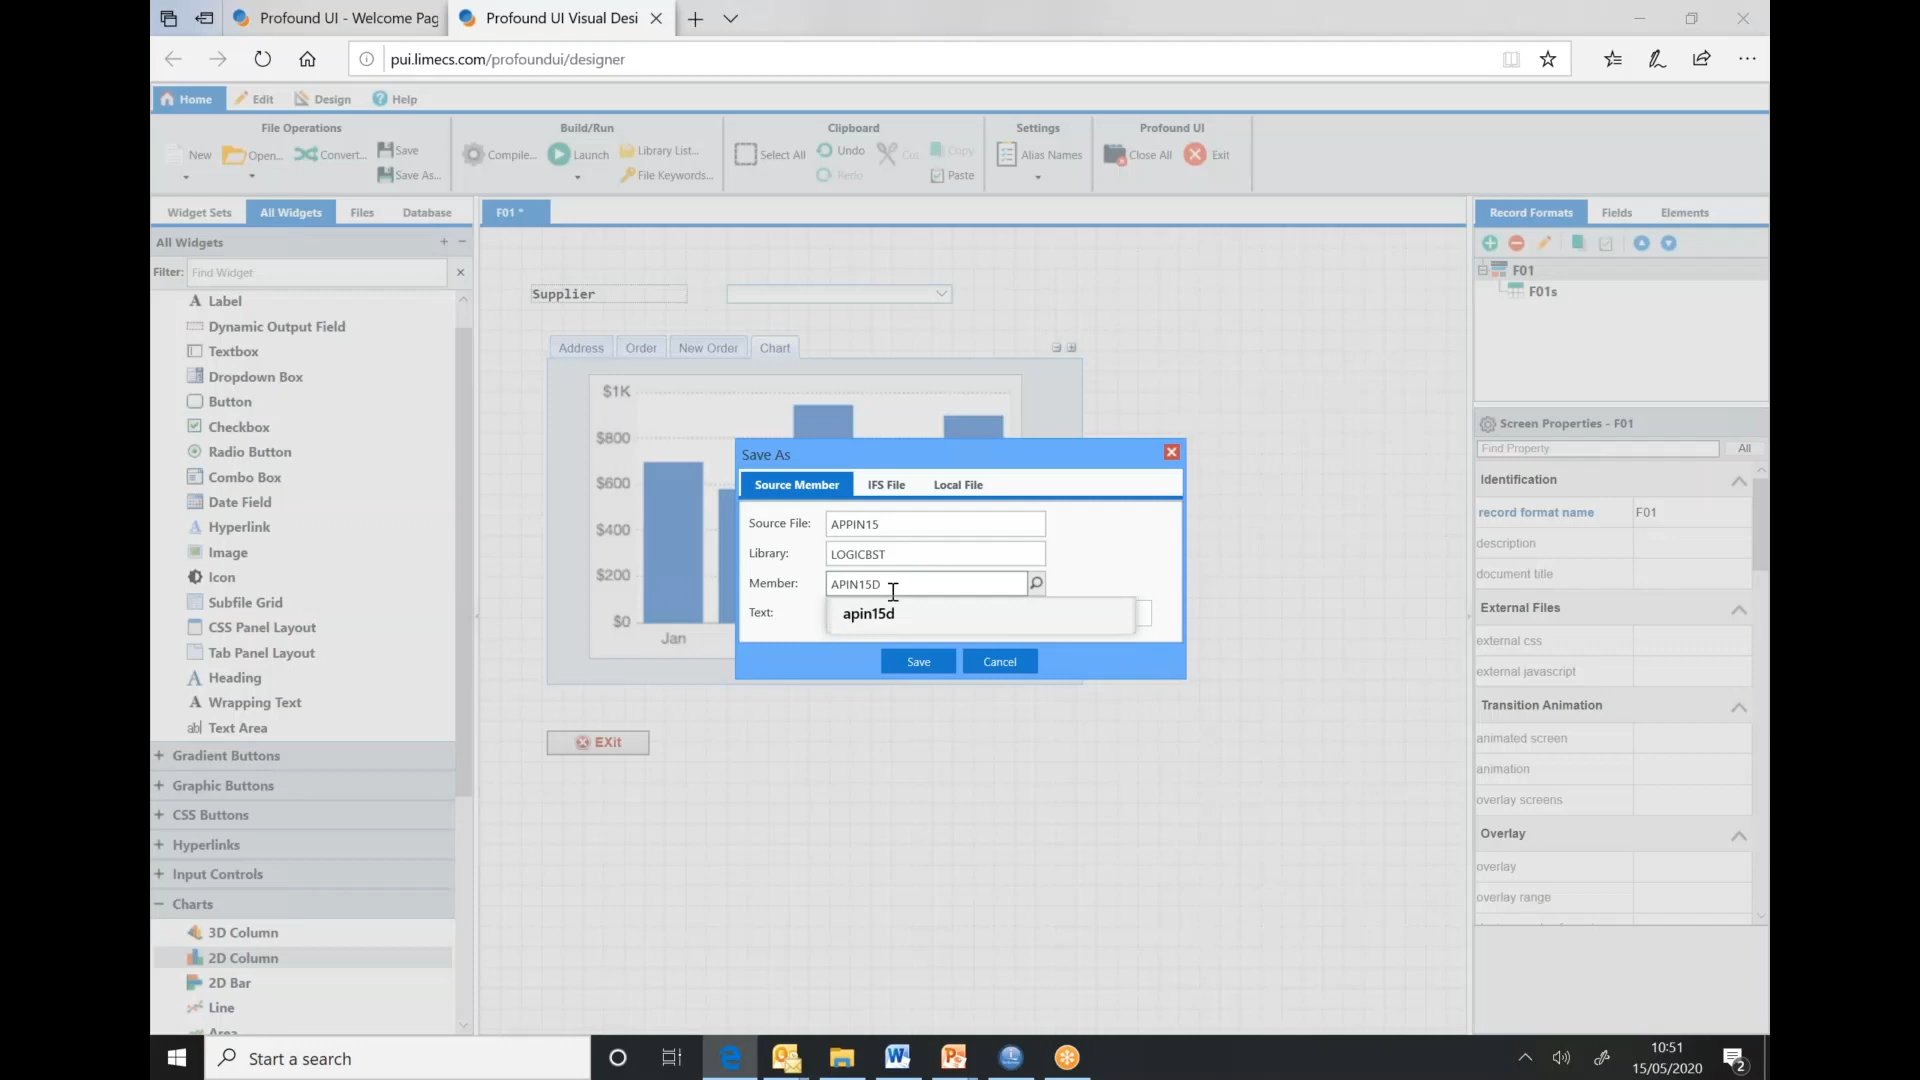 Profound UI - Welcome Pag
Profound UI Visual Desi
pui.limecs.com/profoundui/designer
Home
Edit
Design
Help
File Operations
Build/Run
Clipboard
Settings
Profound UI
New
Open...
Convert...
Save
Save As...
Compile...
Launch
Library List...
File Keywords...
Select All
Undo
Redo
Cut
Copy
Paste
Alias Names
Close All
Exit
Widget Sets
All Widgets
Files
Database
F01 *
Record Formats
Fields
Elements
All Widgets
Filter:
Find Widget
Label
Dynamic Output Field
Textbox
Dropdown Box
Button
Checkbox
Radio Button
Combo Box
Date Field
Hyperlink
Image
Icon
Subfile Grid
CSS Panel Layout
Tab Panel Layout
Heading
Wrapping Text
Text Area
Gradient Buttons
Graphic Buttons
CSS Buttons
Hyperlinks
Input Controls
Charts
3D Column
2D Column
2D Bar
Line
Area
Supplier
Address
Order
New Order
Chart
$1K
$800
$600
$400
$200
$0
Jan
EXit
Save As
Source Member
IFS File
Local File
Source File:
APPIN15
Library:
LOGICBST
Member:
APIN15D
Text:
apin15d
Save
Cancel
F01
F01s
Screen Properties - F01
Find Property
All
Identification
record format name
F01
description
document title
External Files
external css
external javascript
Transition Animation
animated screen
animation
overlay screens
Overlay
overlay
overlay range
Start a search
10:51
15/05/2020
2